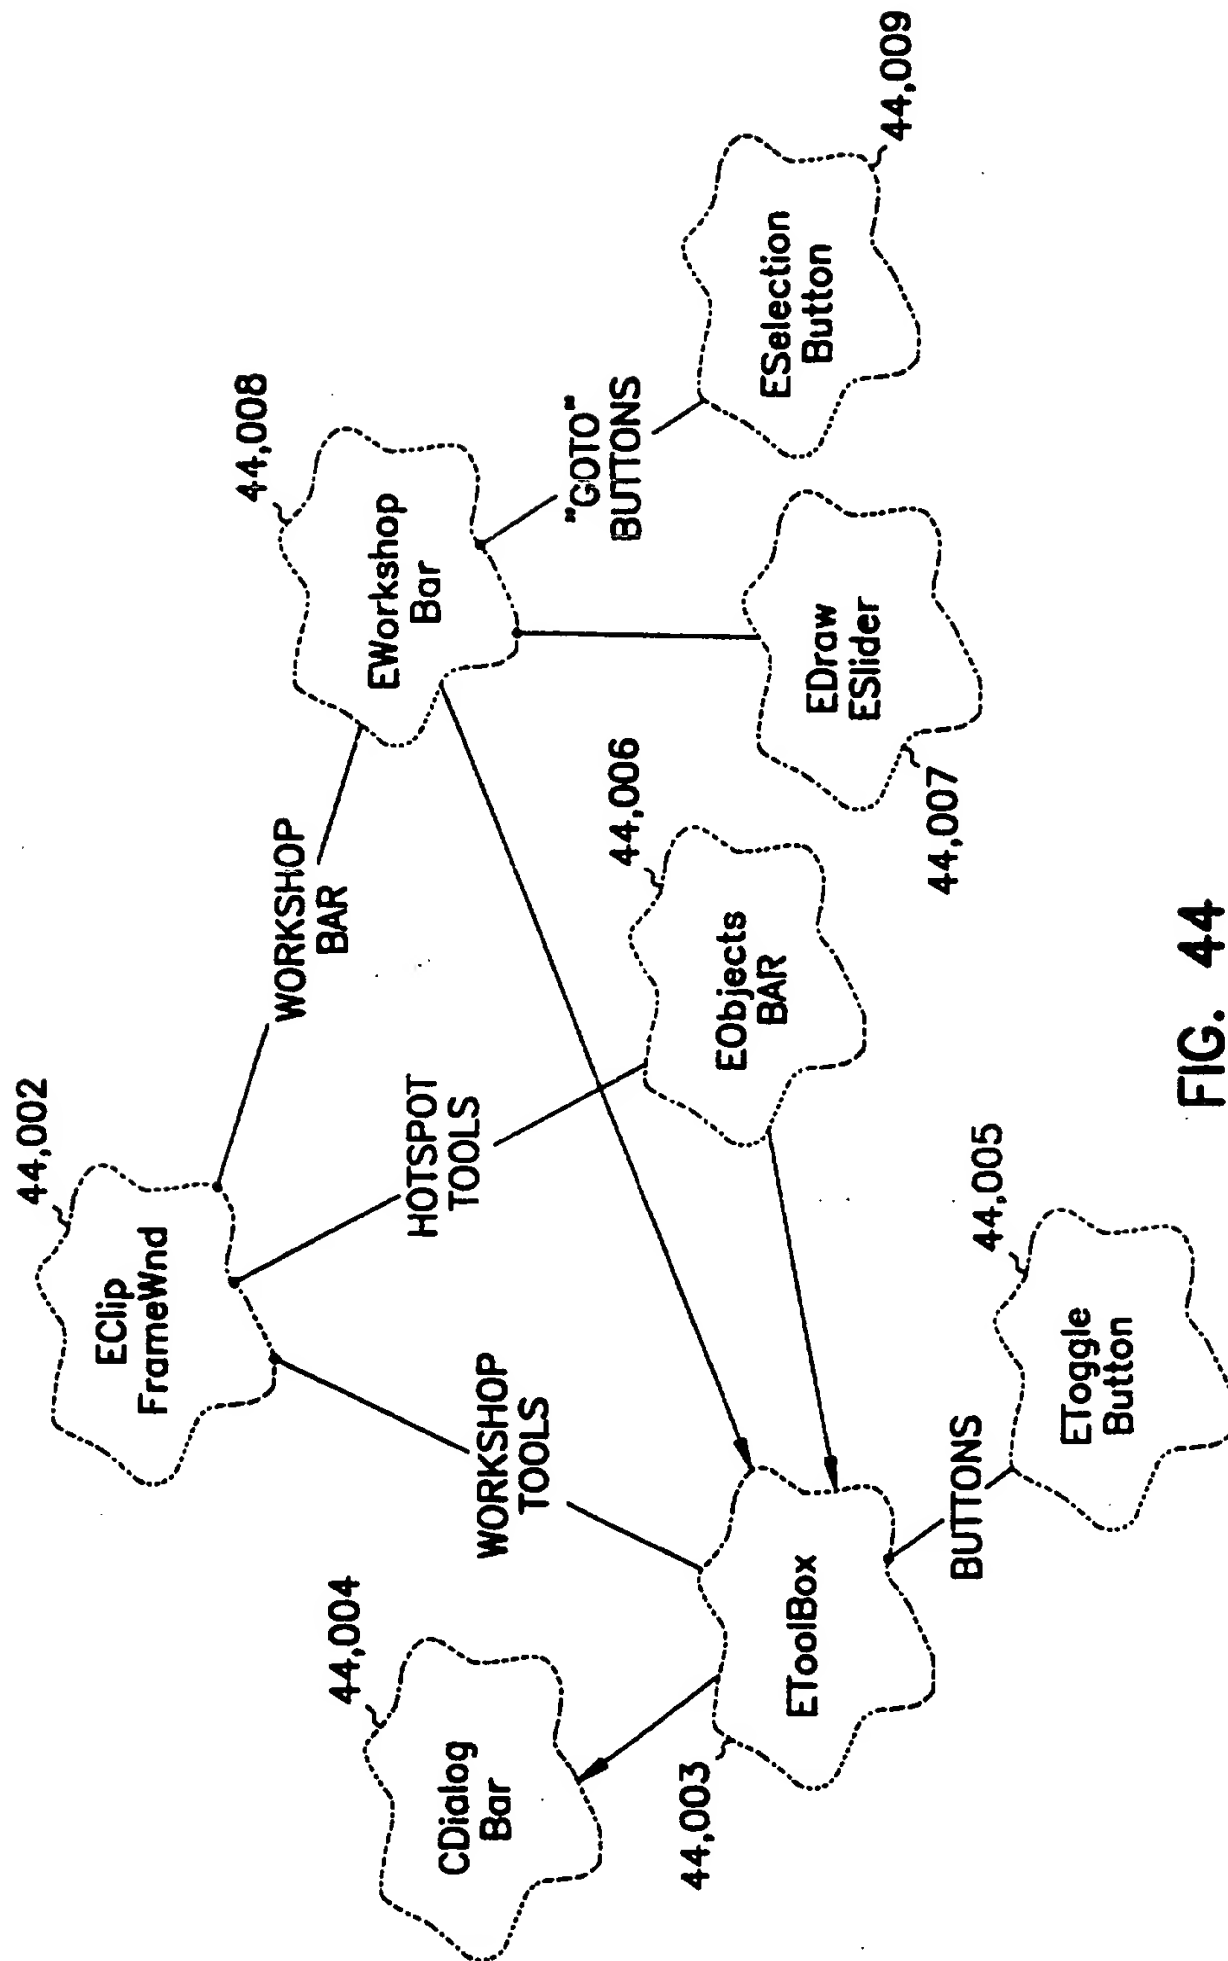 44,002
EClip
FrameWnd
WORKSHOP
BAR
44,008
EWorkshop
Bar
HOTSPOT
TOOLS
WORKSHOP
TOOLS
"GOTO"
BUTTONS
44,004
CDialog
Bar
44,006
EObjects
BAR
ESelection
Button
44,009
44,003
EToolBox
EDraw
ESlider
44,007
BUTTONS
44,005
EToggle
Button
FIG. 44